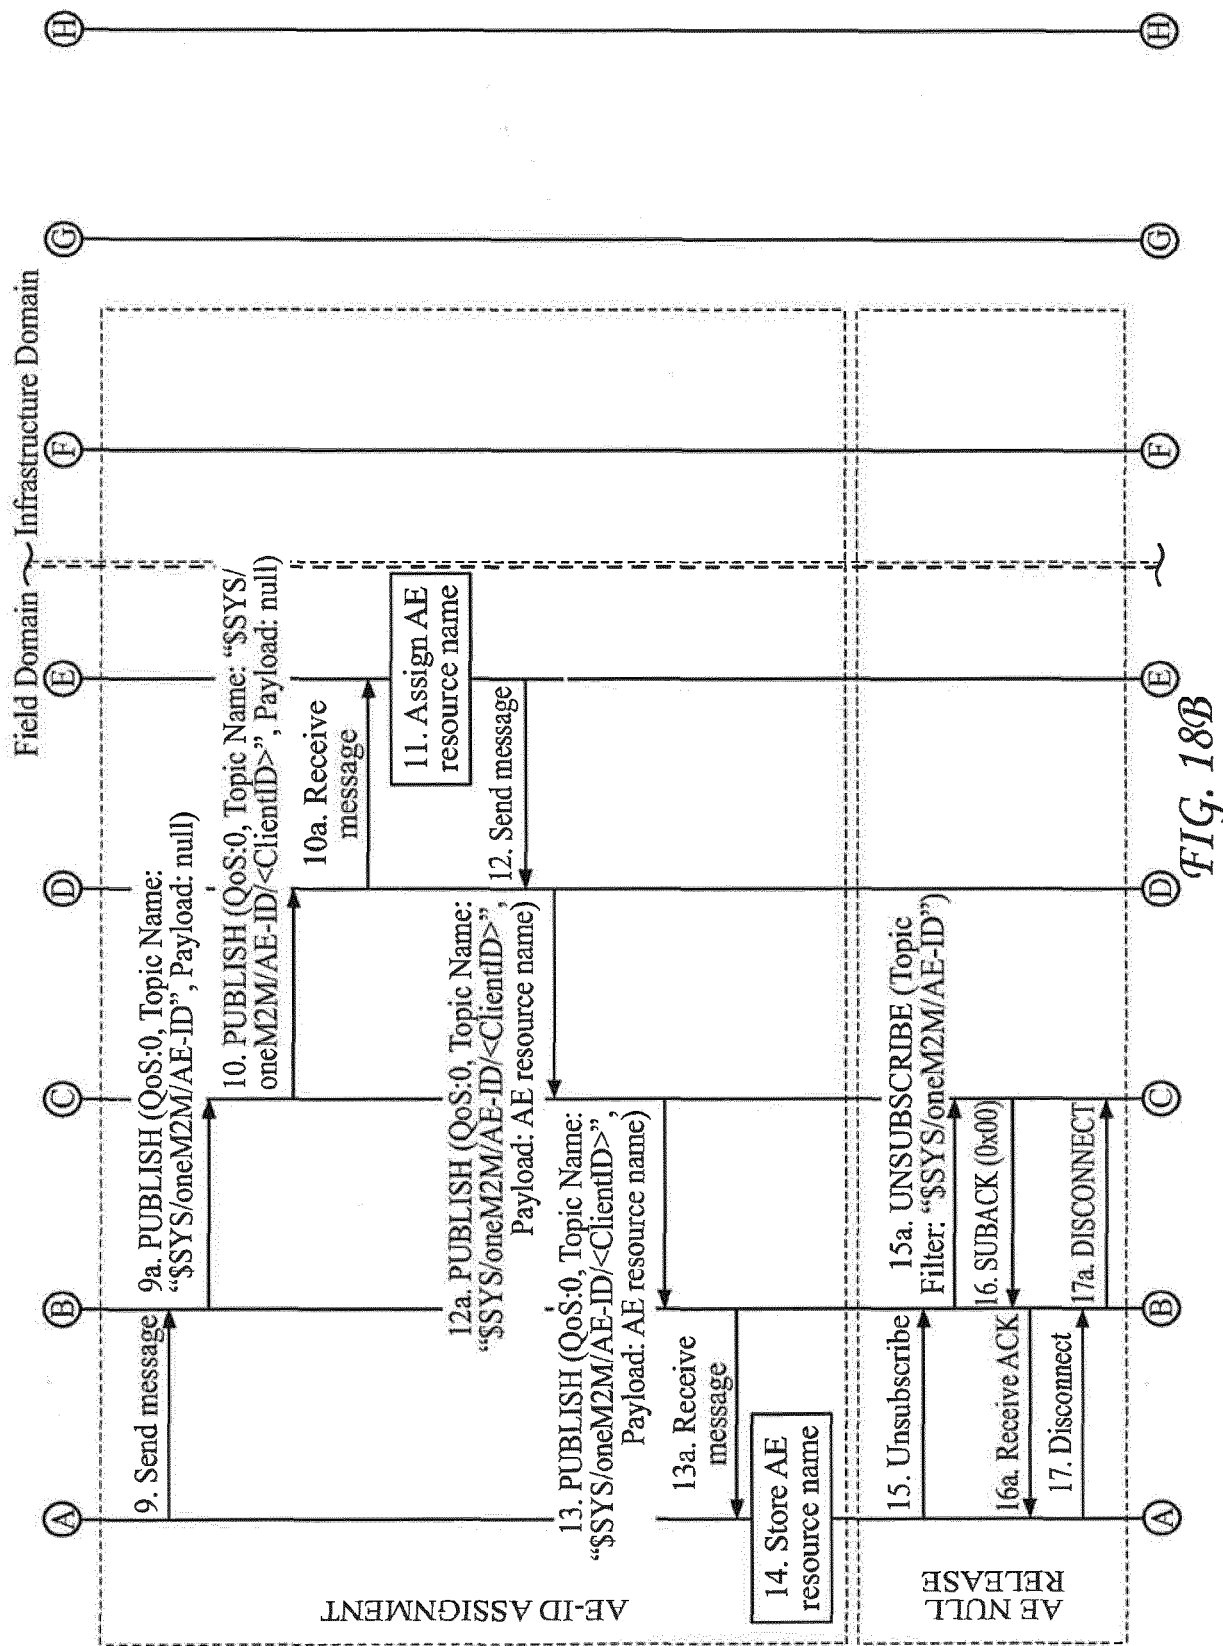 Field Domain
Infrastructure Domain
A
B
C
D
E
F
G
H
AE-ID ASSIGNMENT
9. Send message
9a. PUBLISH (QoS:0, Topic Name:
“$SYS/oneM2M/AE-ID”, Payload: null)
10. PUBLISH (QoS:0, Topic Name: “$SYS/
oneM2M/AE-ID/<ClientID>”, Payload: null)
10a. Receive
message
11. Assign AE
resource name
12. Send message
12a. PUBLISH (QoS:0, Topic Name:
“$SYS/oneM2M/AE-ID/<ClientID>”,
Payload: AE resource name)
13. PUBLISH (QoS:0, Topic Name:
“$SYS/oneM2M/AE-ID/<ClientID>”,
Payload: AE resource name)
13a. Receive
message
14. Store AE
resource name
AE NULL
RELEASE
15. Unsubscribe
15a. UNSUBSCRIBE (Topic
Filter: “$SYS/oneM2M/AE-ID”)
16. SUBACK (0x00)
16a. Receive ACK
17. Disconnect
17a. DISCONNECT
A
B
C
D
E
F
G
H
FIG. 18B